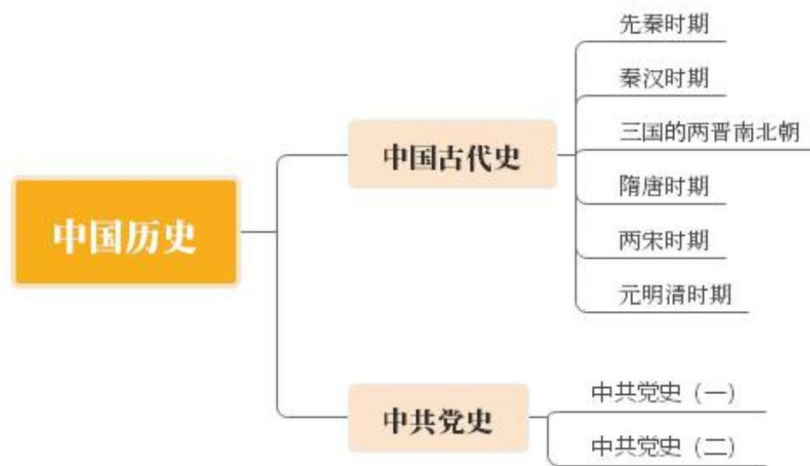 中国历史
中国古代史
先秦时期
秦汉时期
三国的两晋南北朝
隋唐时期
两宋时期
元明清时期
中共党史
中共党史（一）
中共党史（二）